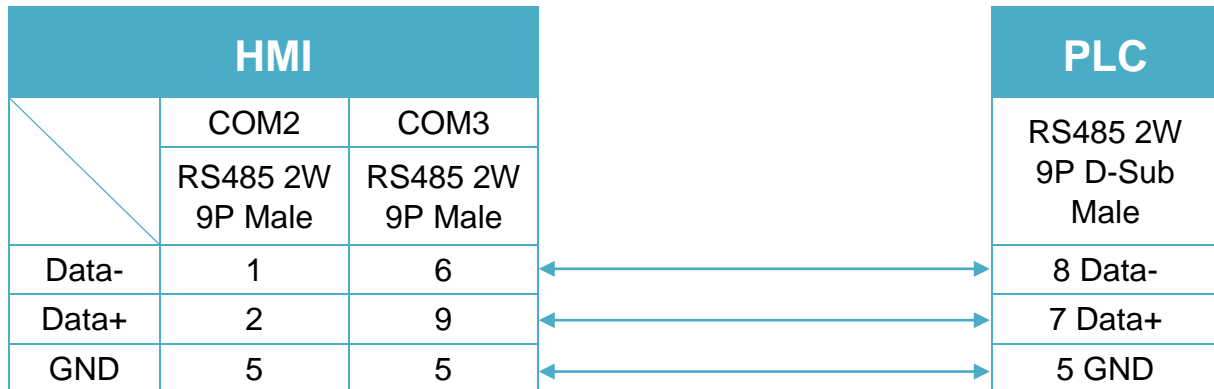 HMI
PLC
COM2 COM3
RS485 2W
9P Male
RS485 2W
9P Male
RS485 2W
9P D-Sub
Male
Data- 1 6 8 Data-
Data+ 2 9 7 Data+
GND 5 5 5 GND